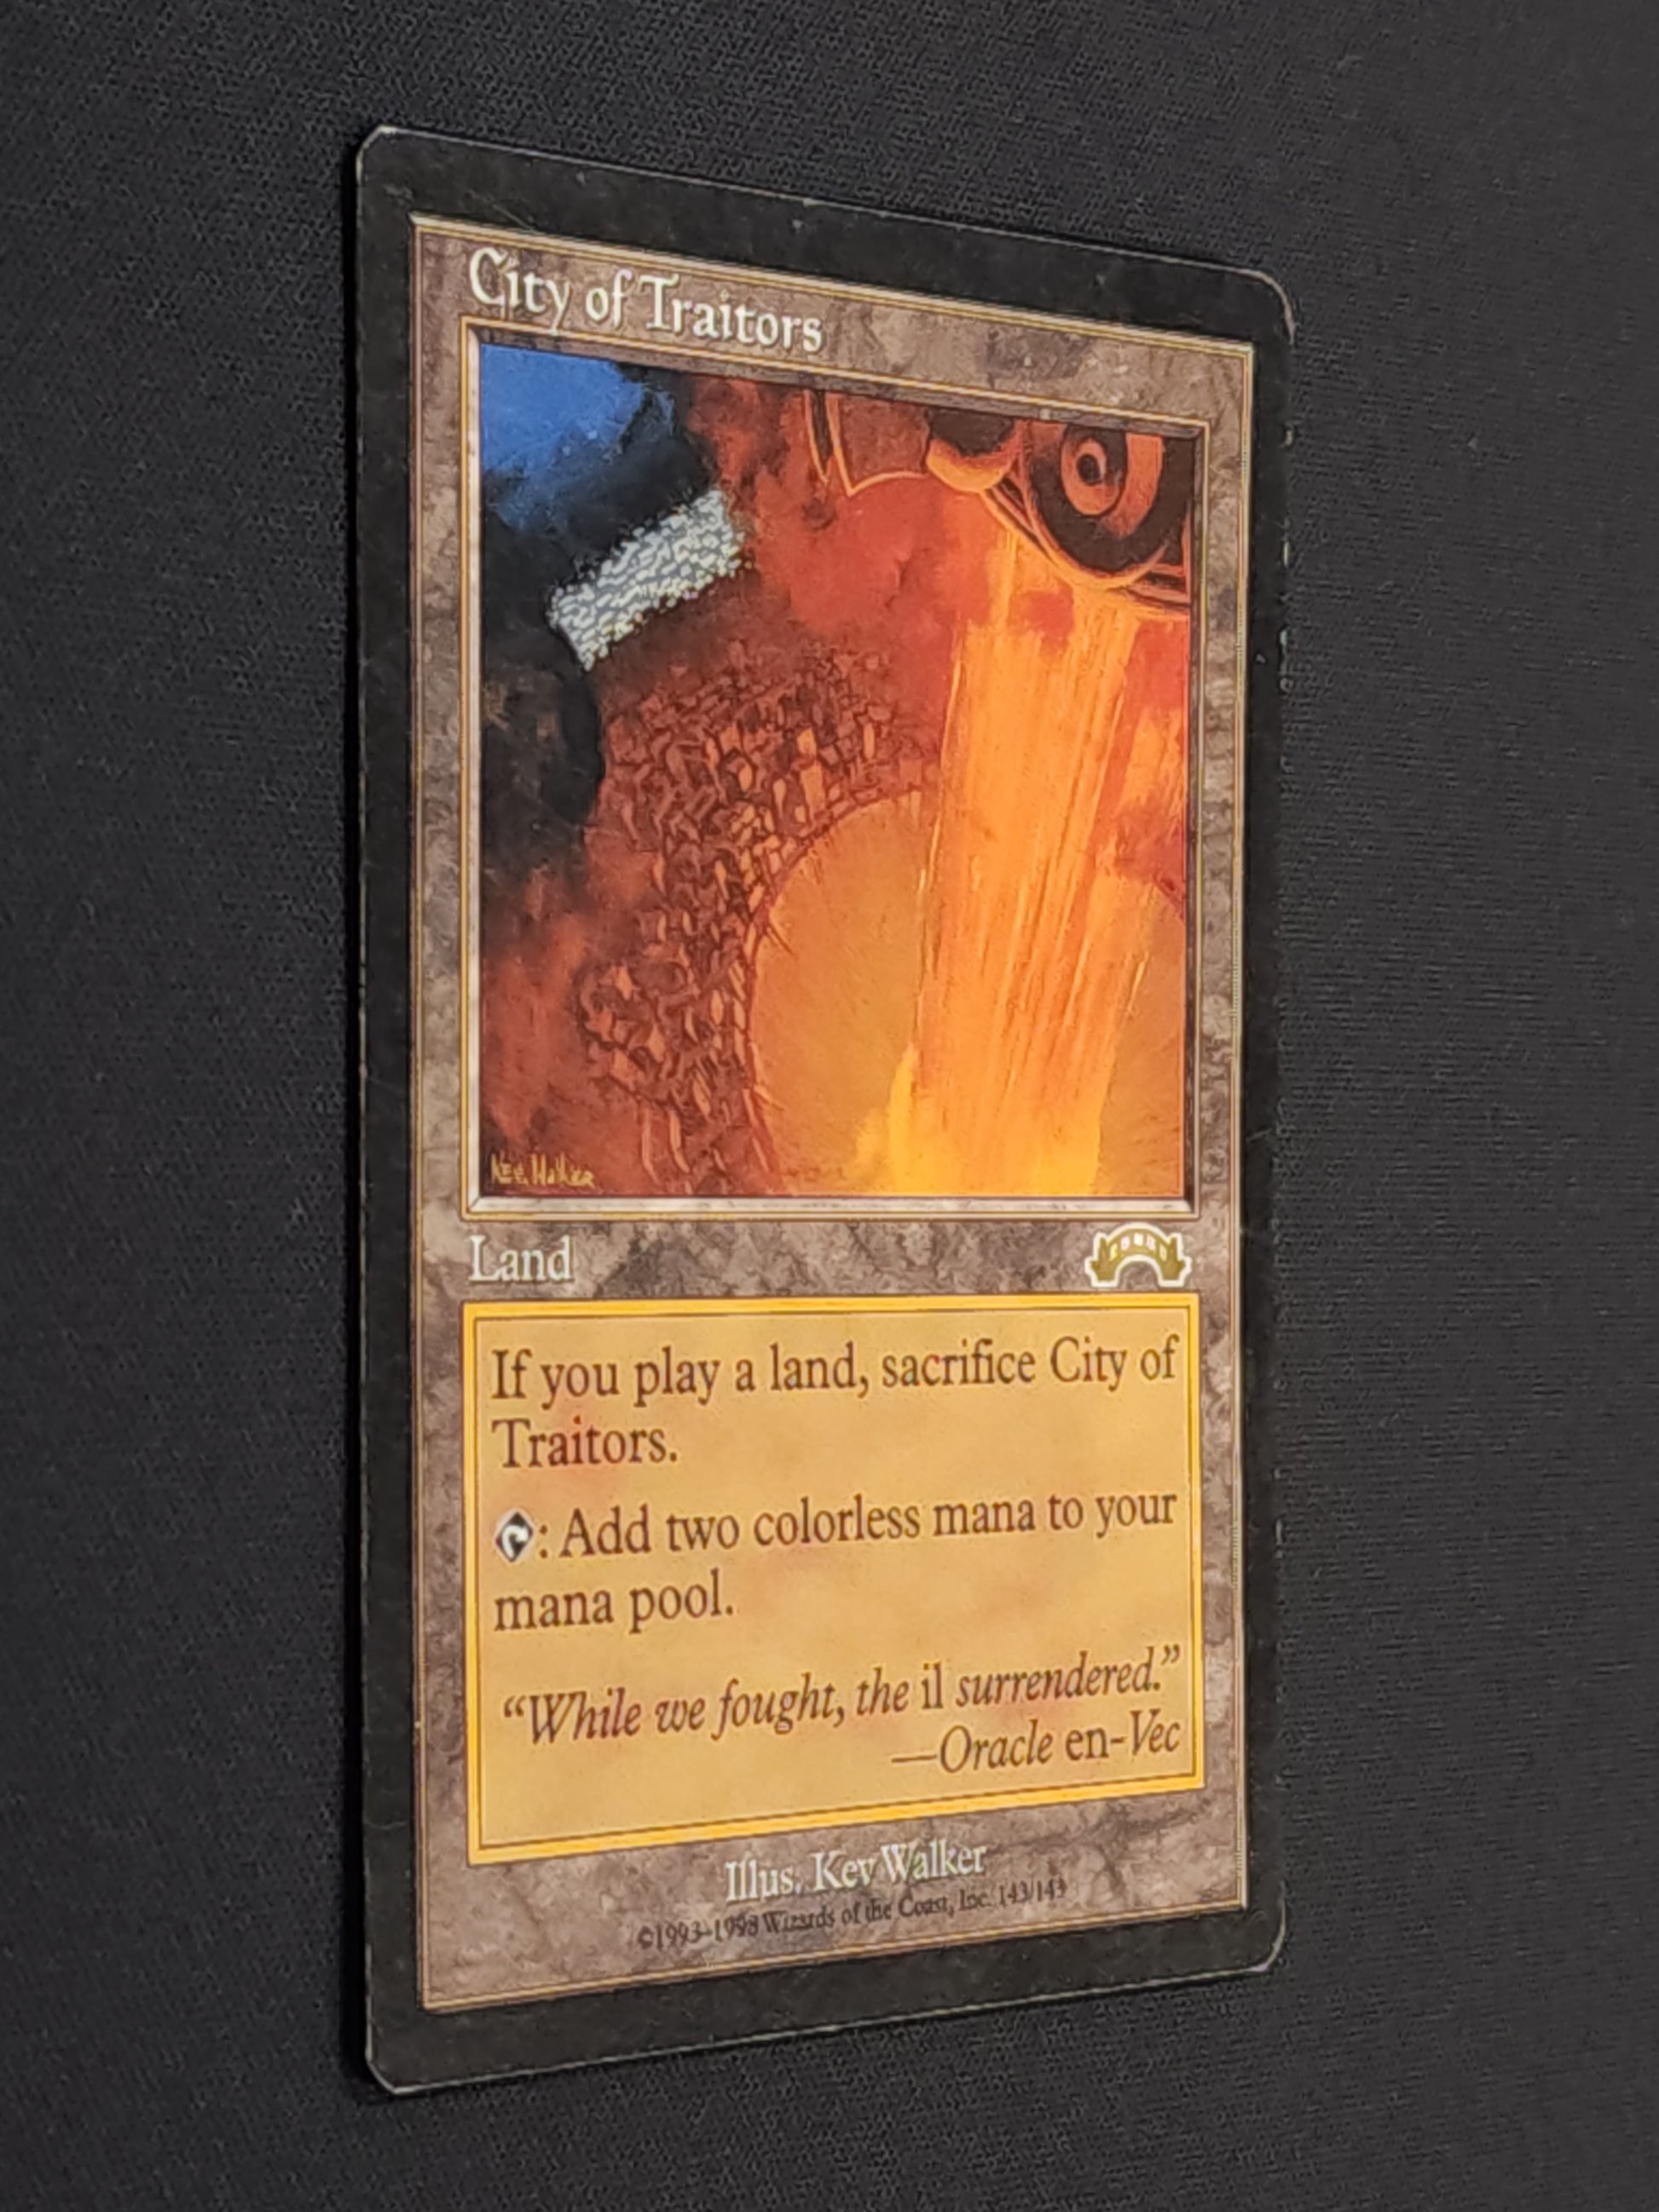 City of Traitors
Kev Walker
Land
If you play a land, sacrifice City of
Traitors.
: Add two colorless mana to your
mana pool.
“While we fought, the il surrendered.”
—Oracle en-Vec
Illus. Kev Walker
©1993–1998 Wizards of the Coast, Inc. 143/143